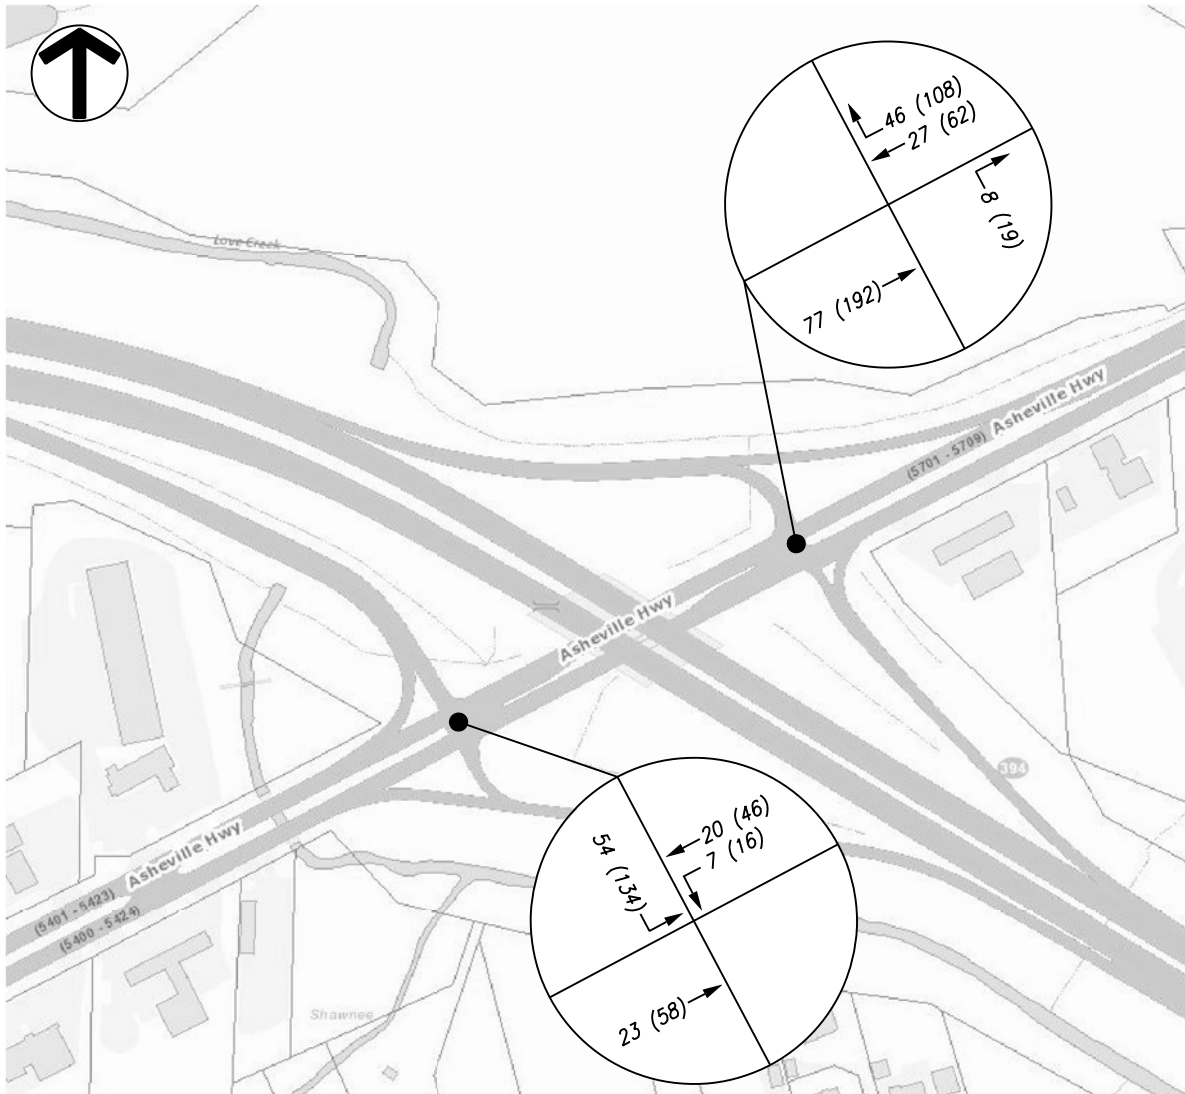 46 (108)
27 (62)
8 (19)
77 (192)
Love Creek
Asheville Hwy
(5701 - 5709)
Asheville Hwy
394
20 (46)
7 (16)
54 (134)
23 (58)
Asheville Hwy
(5401 - 5423)
(5400 - 5424)
Shawnee